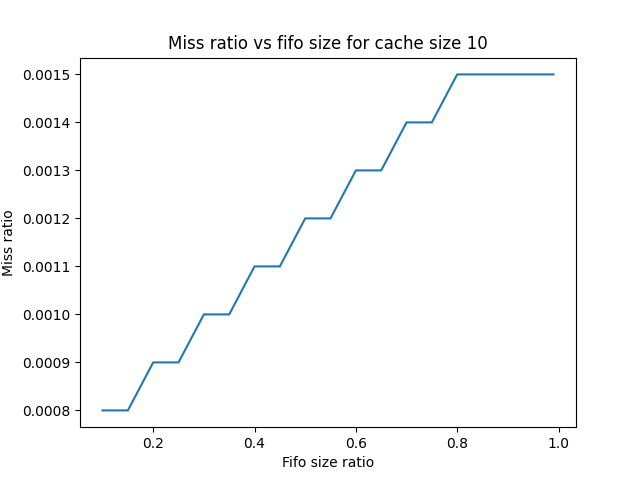 Miss ratio vs fifo size for cache size 10
0.0015
0.0014
0.0013
0.0012
0.0011
0.0010
0.0009
0.0008
Miss ratio
0.2 0.4 0.6 0.8 1.0
Fifo size ratio